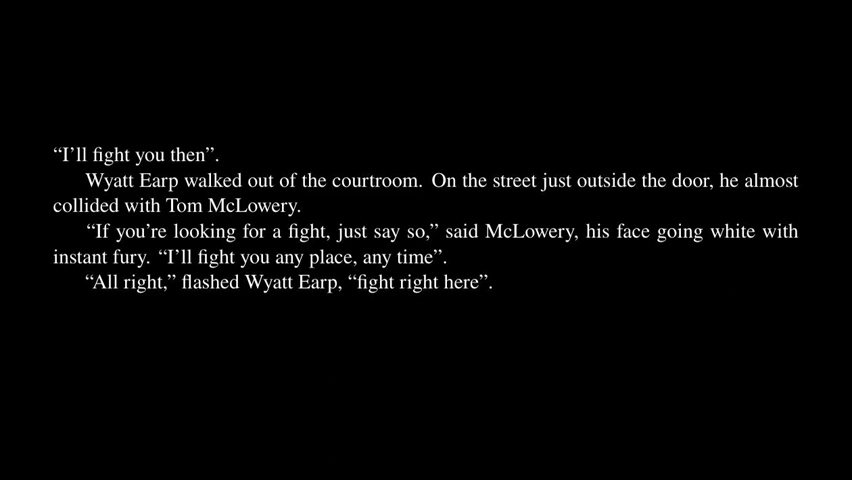 “I’ll fight you then”.
Wyatt Earp walked out of the courtroom. On the street just outside the door, he almost
collided with Tom McLowery.
“If you’re looking for a fight, just say so,” said McLowery, his face going white with
instant fury. “I’ll fight you any place, any time”.
“All right,” flashed Wyatt Earp, “fight right here”.